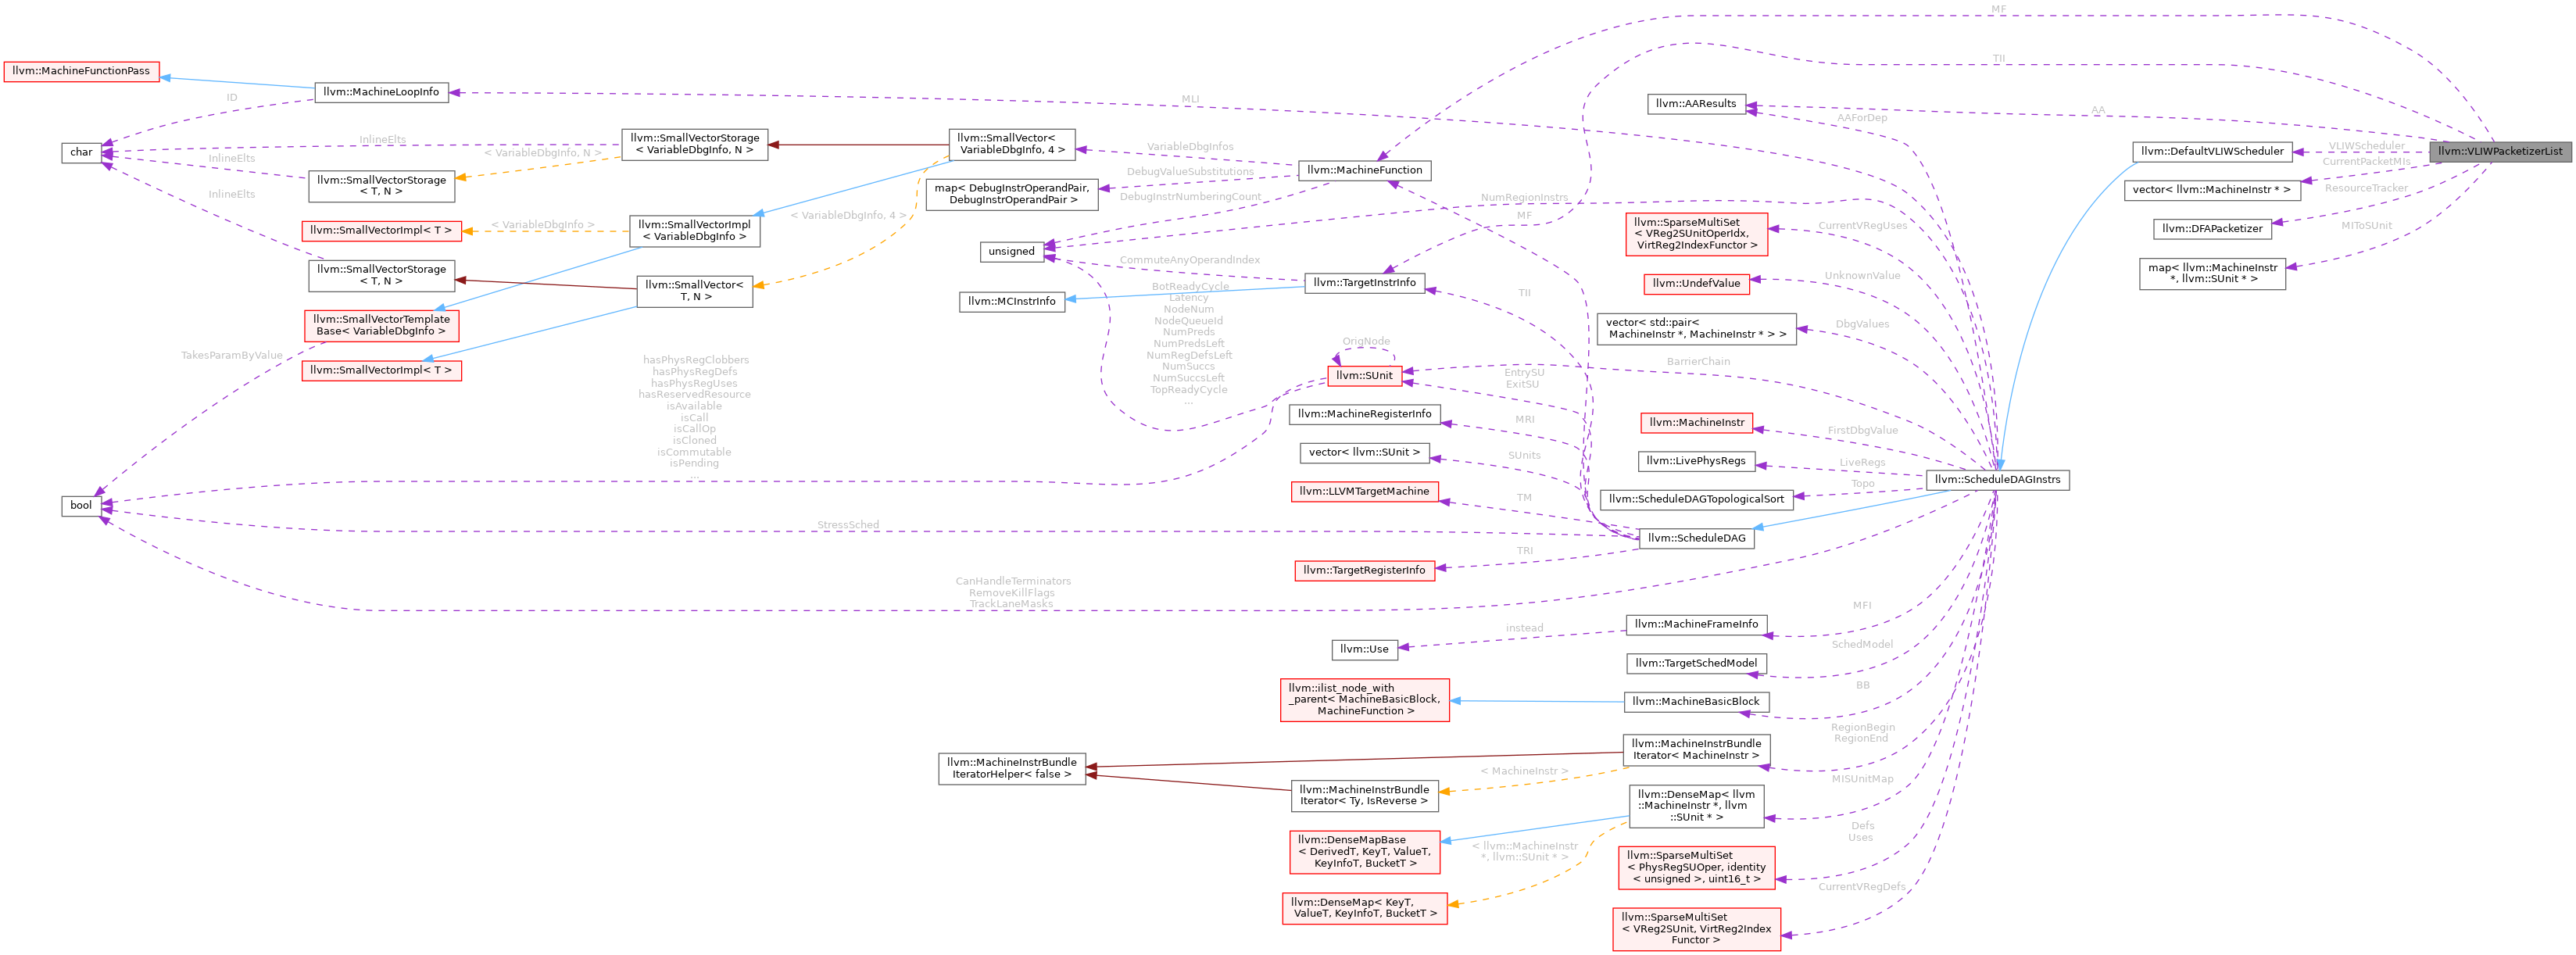 MF
TII
llvm::MachineFunctionPass
llvm::MachineLoopInfo
ID
MLI
llvm::AAResults
AA
AAForDep
char
InlineElts
llvm::SmallVectorStorage
< VariableDbgInfo, N >
< VariableDbgInfo, N >
llvm::SmallVector<
VariableDbgInfo, 4 >
VariableDbgInfos
llvm::MachineFunction
llvm::DefaultVLIWScheduler
VLIWScheduler
llvm::VLIWPacketizerList
CurrentPacketMIs
InlineElts
llvm::SmallVectorStorage
< T, N >
InlineElts
DebugValueSubstitutions
map< DebugInstrOperandPair,
DebugInstrOperandPair >
DebugInstrNumberingCount
NumRegionInstrs
vector< llvm::MachineInstr * >
ResourceTracker
llvm::SmallVectorImpl< T >
< VariableDbgInfo >
llvm::SmallVectorImpl
< VariableDbgInfo >
< VariableDbgInfo, 4 >
MF
llvm::SparseMultiSet
< VReg2SUnitOperIdx,
VirtReg2IndexFunctor >
CurrentVRegUses
llvm::DFAPacketizer
MIToSUnit
unsigned
CommuteAnyOperandIndex
llvm::SmallVectorStorage
< T, N >
llvm::SmallVector<
T, N >
llvm::MCInstrInfo
llvm::TargetInstrInfo
TII
llvm::UndefValue
UnknownValue
map< llvm::MachineInstr
*, llvm::SUnit * >
llvm::SmallVectorTemplate
Base< VariableDbgInfo >
BotReadyCycle
Latency
NodeNum
NodeQueueId
NumPreds
NumPredsLeft
NumRegDefsLeft
NumSuccs
NumSuccsLeft
TopReadyCycle
...
vector< std::pair<
MachineInstr *, MachineInstr * > >
DbgValues
TakesParamByValue
llvm::SmallVectorImpl< T >
OrigNode
llvm::SUnit
BarrierChain
EntrySU
ExitSU
hasPhysRegClobbers
hasPhysRegDefs
hasPhysRegUses
hasReservedResource
isAvailable
isCall
isCallOp
isCloned
isCommutable
isPending
...
llvm::MachineRegisterInfo
MRI
llvm::MachineInstr
FirstDbgValue
vector< llvm::SUnit >
SUnits
llvm::LivePhysRegs
LiveRegs
llvm::ScheduleDAGInstrs
llvm::LLVMTargetMachine
TM
llvm::ScheduleDAGTopologicalSort
Topo
bool
StressSched
llvm::ScheduleDAG
TRI
llvm::TargetRegisterInfo
CanHandleTerminators
RemoveKillFlags
TrackLaneMasks
MFI
llvm::MachineFrameInfo
instead
llvm::Use
SchedModel
llvm::TargetSchedModel
BB
llvm::ilist_node_with
_parent< MachineBasicBlock,
MachineFunction >
llvm::MachineBasicBlock
RegionBegin
RegionEnd
llvm::MachineInstrBundle
Iterator< MachineInstr >
llvm::MachineInstrBundle
IteratorHelper< false >
< MachineInstr >
llvm::MachineInstrBundle
Iterator< Ty, IsReverse >
MISUnitMap
llvm::DenseMap< llvm
::MachineInstr *, llvm
::SUnit * >
llvm::DenseMapBase
< DerivedT, KeyT, ValueT,
KeyInfoT, BucketT >
< llvm::MachineInstr
*, llvm::SUnit * >
Defs
Uses
llvm::SparseMultiSet
< PhysRegSUOper, identity
< unsigned >, uint16_t >
CurrentVRegDefs
llvm::DenseMap< KeyT,
ValueT, KeyInfoT, BucketT >
llvm::SparseMultiSet
< VReg2SUnit, VirtReg2Index
Functor >